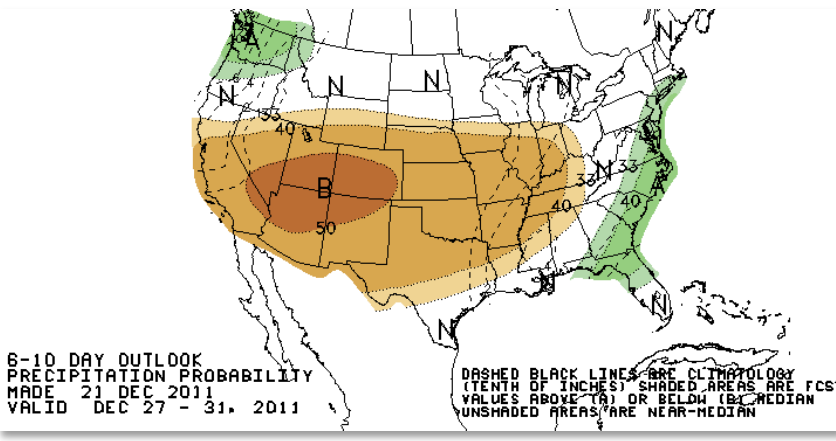 A
N
N
N
N
N
33
40
B
50
33
N
33
40
40
A
N
N
N
6-10 DAY OUTLOOK
PRECIPITATION PROBABILITY
MADE 21 DEC 2011
VALID DEC 27 - 31, 2011
DASHED BLACK LINES ARE CLIMATOLOGY
(TENTH OF INCHES) SHADED AREAS ARE FCST
VALUES ABOVE (A) OR BELOW (B) MEDIAN
UNSHADED AREAS ARE NEAR-MEDIAN